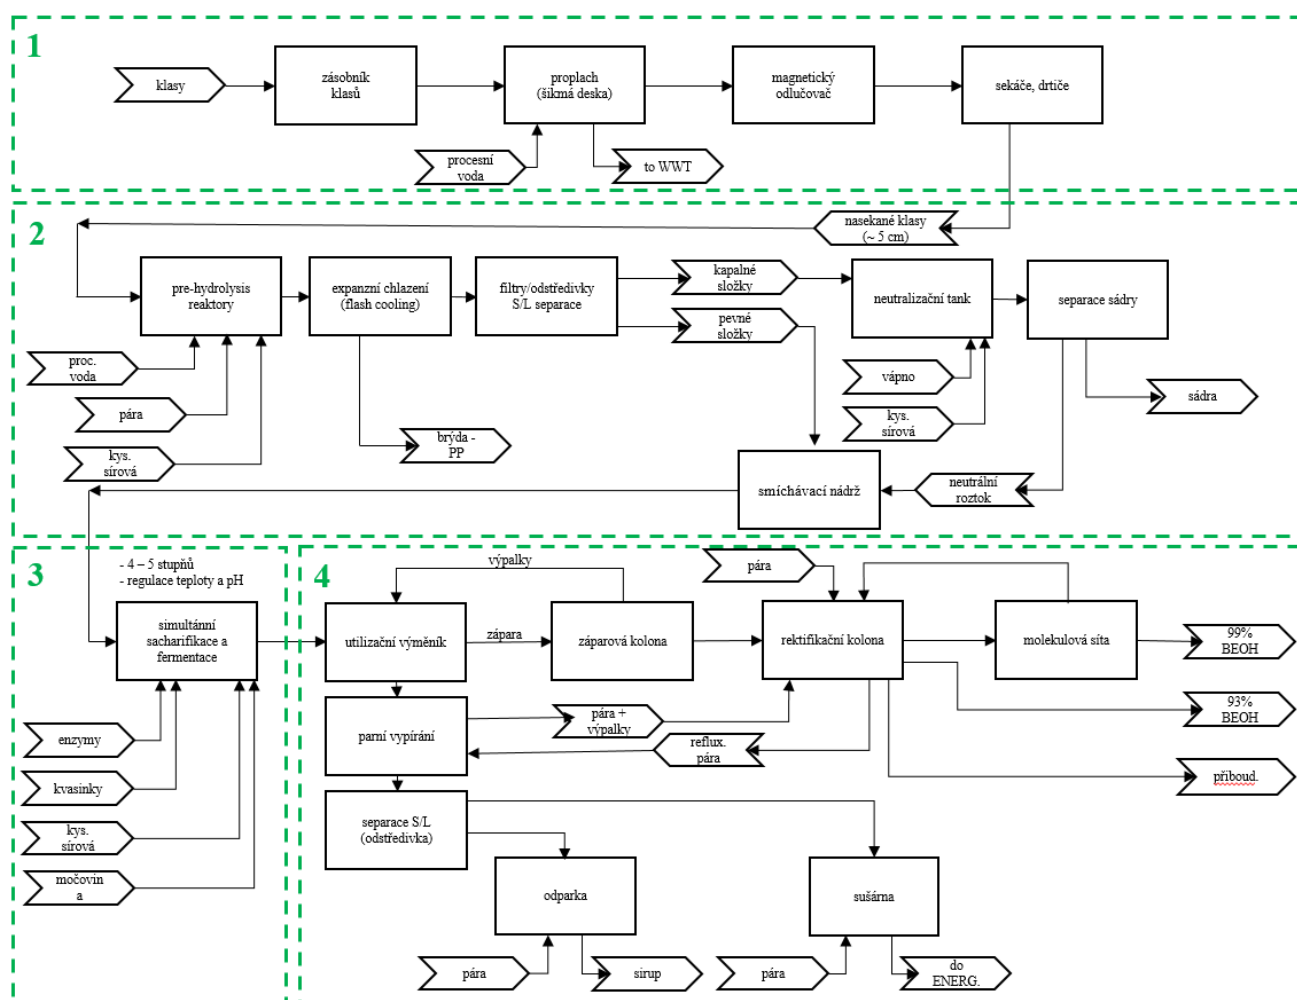 1
klasy
zásobník
klasů
proplach
(šikmá deska)
magnetický
odlučovač
sekáče, drtiče
procesní
voda
to WWT
2
nasekané klasy
(~ 5 cm)
pre-hydrolysis
reaktory
expanzní chlazení
(flash cooling)
filtry/odstředivky
S/L separace
kapalné
složky
pevné
složky
neutralizační tank
separace sádry
proc.
voda
pára
kys.
sírová
brýda -
PP
vápno
kys.
sírová
sádra
smíchávací nádrž
neutrální
roztok
3
- 4 – 5 stupňů
- regulace teploty a pH
simultánní
sacharifikace a
fermentace
enzymy
kvasinky
kys.
sírová
močovin
a
4
výpalky
pára
utilizační výměník
zápara
záparová kolona
rektifikační kolona
molekulová síta
99%
BEOH
93%
BEOH
přiboud.
parní vypírání
pára +
výpalky
reflux.
pára
separace S/L
(odstředivka)
odparka
sušárna
pára
sirup
pára
do
ENERG.